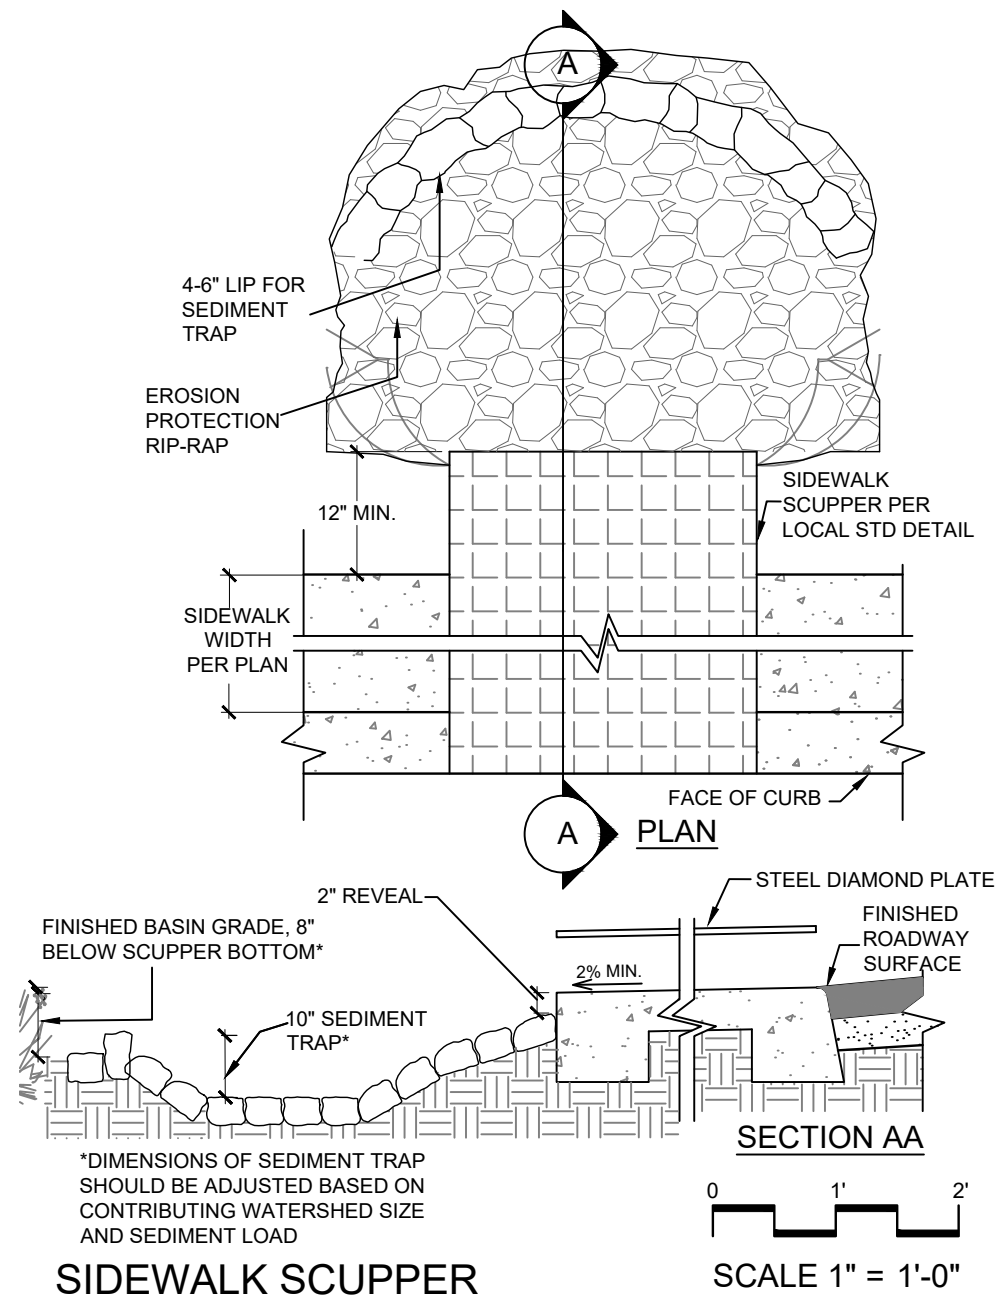 A
4-6" LIP FOR
SEDIMENT
TRAP
EROSION
PROTECTION
RIP-RAP
12" MIN.
SIDEWALK
SCUPPER PER
LOCAL STD DETAIL
SIDEWALK
WIDTH
PER PLAN
FACE OF CURB
A
PLAN
2" REVEAL
STEEL DIAMOND PLATE
FINISHED BASIN GRADE, 8"
BELOW SCUPPER BOTTOM*
FINISHED
ROADWAY
SURFACE
2% MIN.
10" SEDIMENT
TRAP*
SECTION AA
*DIMENSIONS OF SEDIMENT TRAP
SHOULD BE ADJUSTED BASED ON
CONTRIBUTING WATERSHED SIZE
AND SEDIMENT LOAD
0 1' 2'
SIDEWALK SCUPPER
SCALE 1" = 1'-0"